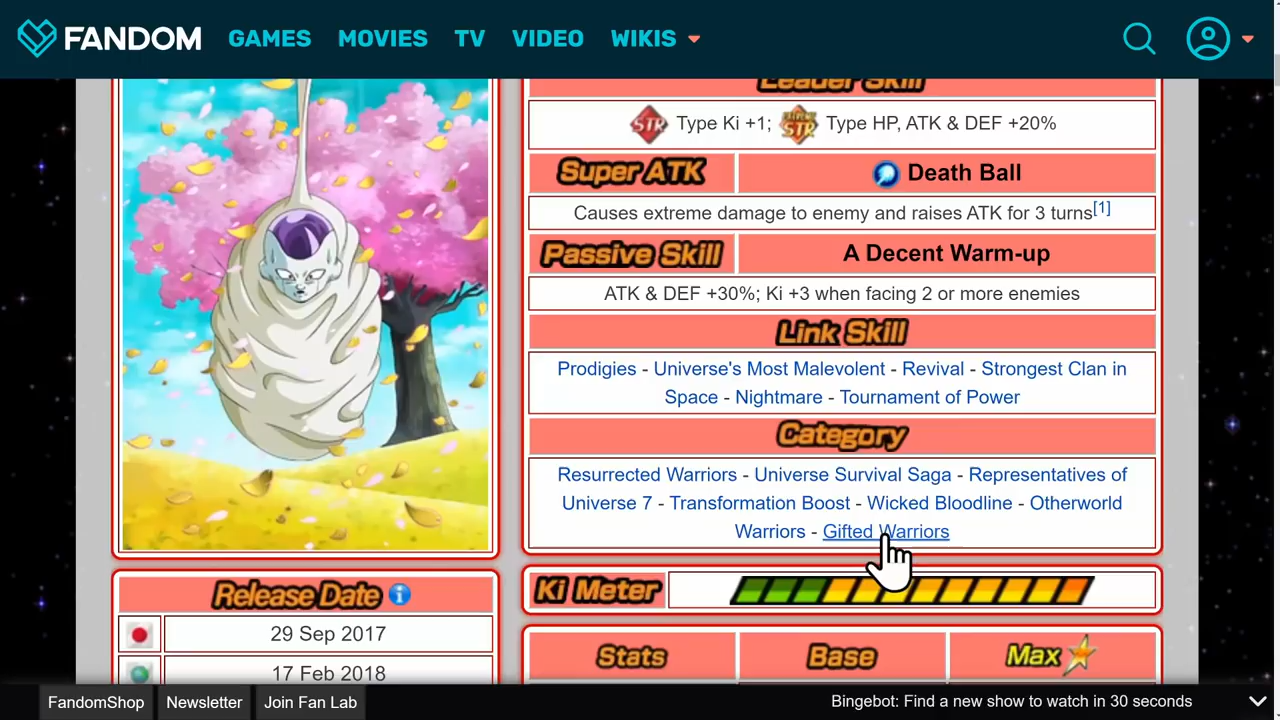 FANDOM GAMES MOVIES TV VIDEO WIKIS
Leader Skill
STR Type Ki +1; EXTREME STR Type HP, ATK & DEF +20%
Super ATK Death Ball
Causes extreme damage to enemy and raises ATK for 3 turns[1]
Passive Skill A Decent Warm-up
ATK & DEF +30%; Ki +3 when facing 2 or more enemies
Link Skill
Prodigies - Universe's Most Malevolent - Revival - Strongest Clan in
Space - Nightmare - Tournament of Power
Category
Resurrected Warriors - Universe Survival Saga - Representatives of
Universe 7 - Transformation Boost - Wicked Bloodline - Otherworld
Warriors - Gifted Warriors
Release Date i
29 Sep 2017
17 Feb 2018
Ki Meter
Stats Base Max
FandomShop Newsletter Join Fan Lab Bingebot: Find a new show to watch in 30 seconds